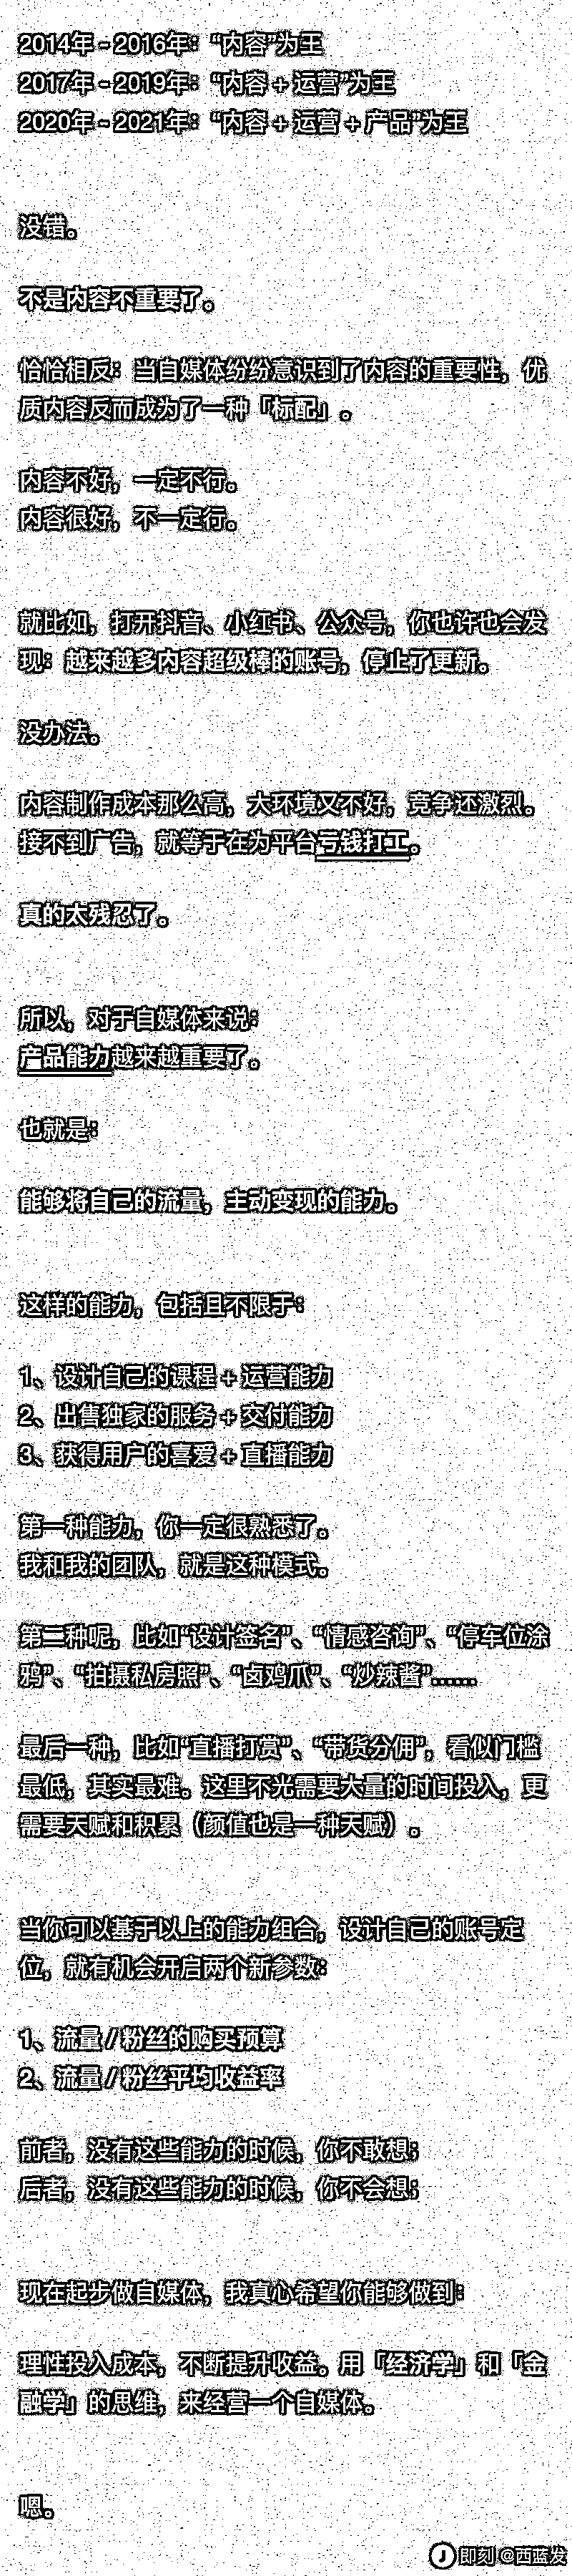 2014年 - 2016年：“内容”为王
2017年 - 2019年：“内容 + 运营”为王
2020年 - 2021年：“内容 + 运营 + 产品”为王
没错。
不是内容不重要了。
恰恰相反：当自媒体纷纷意识到了内容的重要性，优
质内容反而成为了一种「标配」。
内容不好，一定不行。
内容很好，不一定行。
就比如，打开抖音、小红书、公众号，你也许也会发
现：越来越多内容超级棒的账号，停止了更新。
没办法。
内容制作成本那么高，大环境又不好，竞争还激烈。
接不到广告，就等于在为平台亏钱打工。
真的太残忍了。
所以，对于自媒体来说：
产品能力越来越重要了。
也就是：
能够将自己的流量，主动变现的能力。
这样的能力，包括且不限于：
1、设计自己的课程 + 运营能力
2、出售独家的服务 + 交付能力
3、获得用户的喜爱 + 直播能力
第一种能力，你一定很熟悉了。
我和我的团队，就是这种模式。
第二种呢，比如“设计签名”、“情感咨询”、“停车位涂
鸦”、“拍摄私房照”、“卤鸡爪”、“炒辣酱”……
最后一种，比如“直播打赏”、“带货分佣”，看似门槛
最低，其实最难。这里不光需要大量的时间投入，更
需要天赋和积累（颜值也是一种天赋）。
当你可以基于以上的能力组合，设计自己的账号定
位，就有机会开启两个新参数：
1、流量 / 粉丝的购买预算
2、流量 / 粉丝平均收益率
前者，没有这些能力的时候，你不敢想；
后者，没有这些能力的时候，你不会想；
现在起步做自媒体，我真心希望你能够做到：
理性投入成本，不断提升收益。用「经济学」和「金
融学」的思维，来经营一个自媒体。
嗯。
即刻 @西蓝发